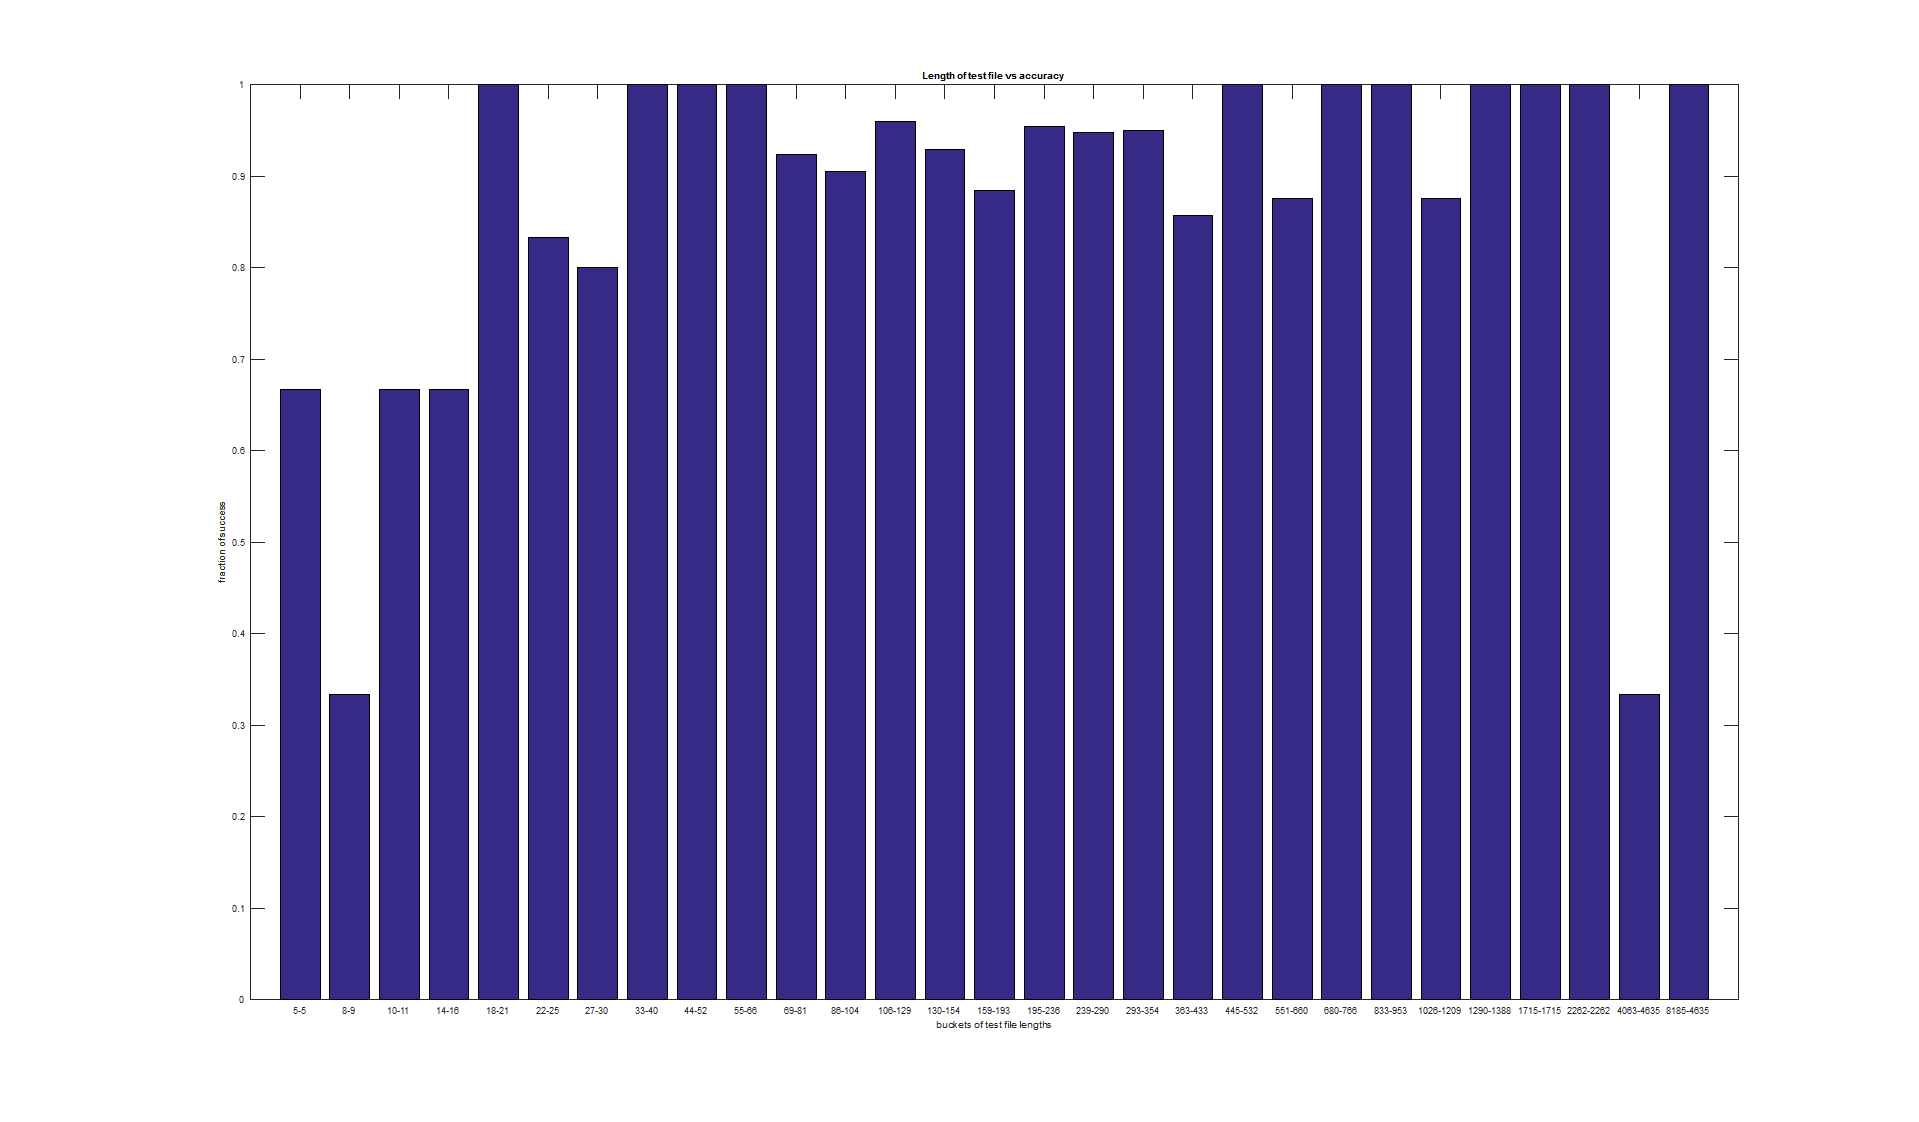 Length of test file vs accuracy
1
0.9
0.8
0.7
0.6
0.5
0.4
0.3
0.2
0.1
0
fraction of success
5-5 8-9 10-11 14-16 18-21 22-25 27-30 33-40 44-52 55-66 69-81 86-104 106-129 130-154 159-193 195-236 239-290 293-354 363-433 445-532 551-660 680-766 833-953 1026-1209 1290-1388 1715-1715 2262-2262 4063-4635 8185-4635
buckets of test file lengths